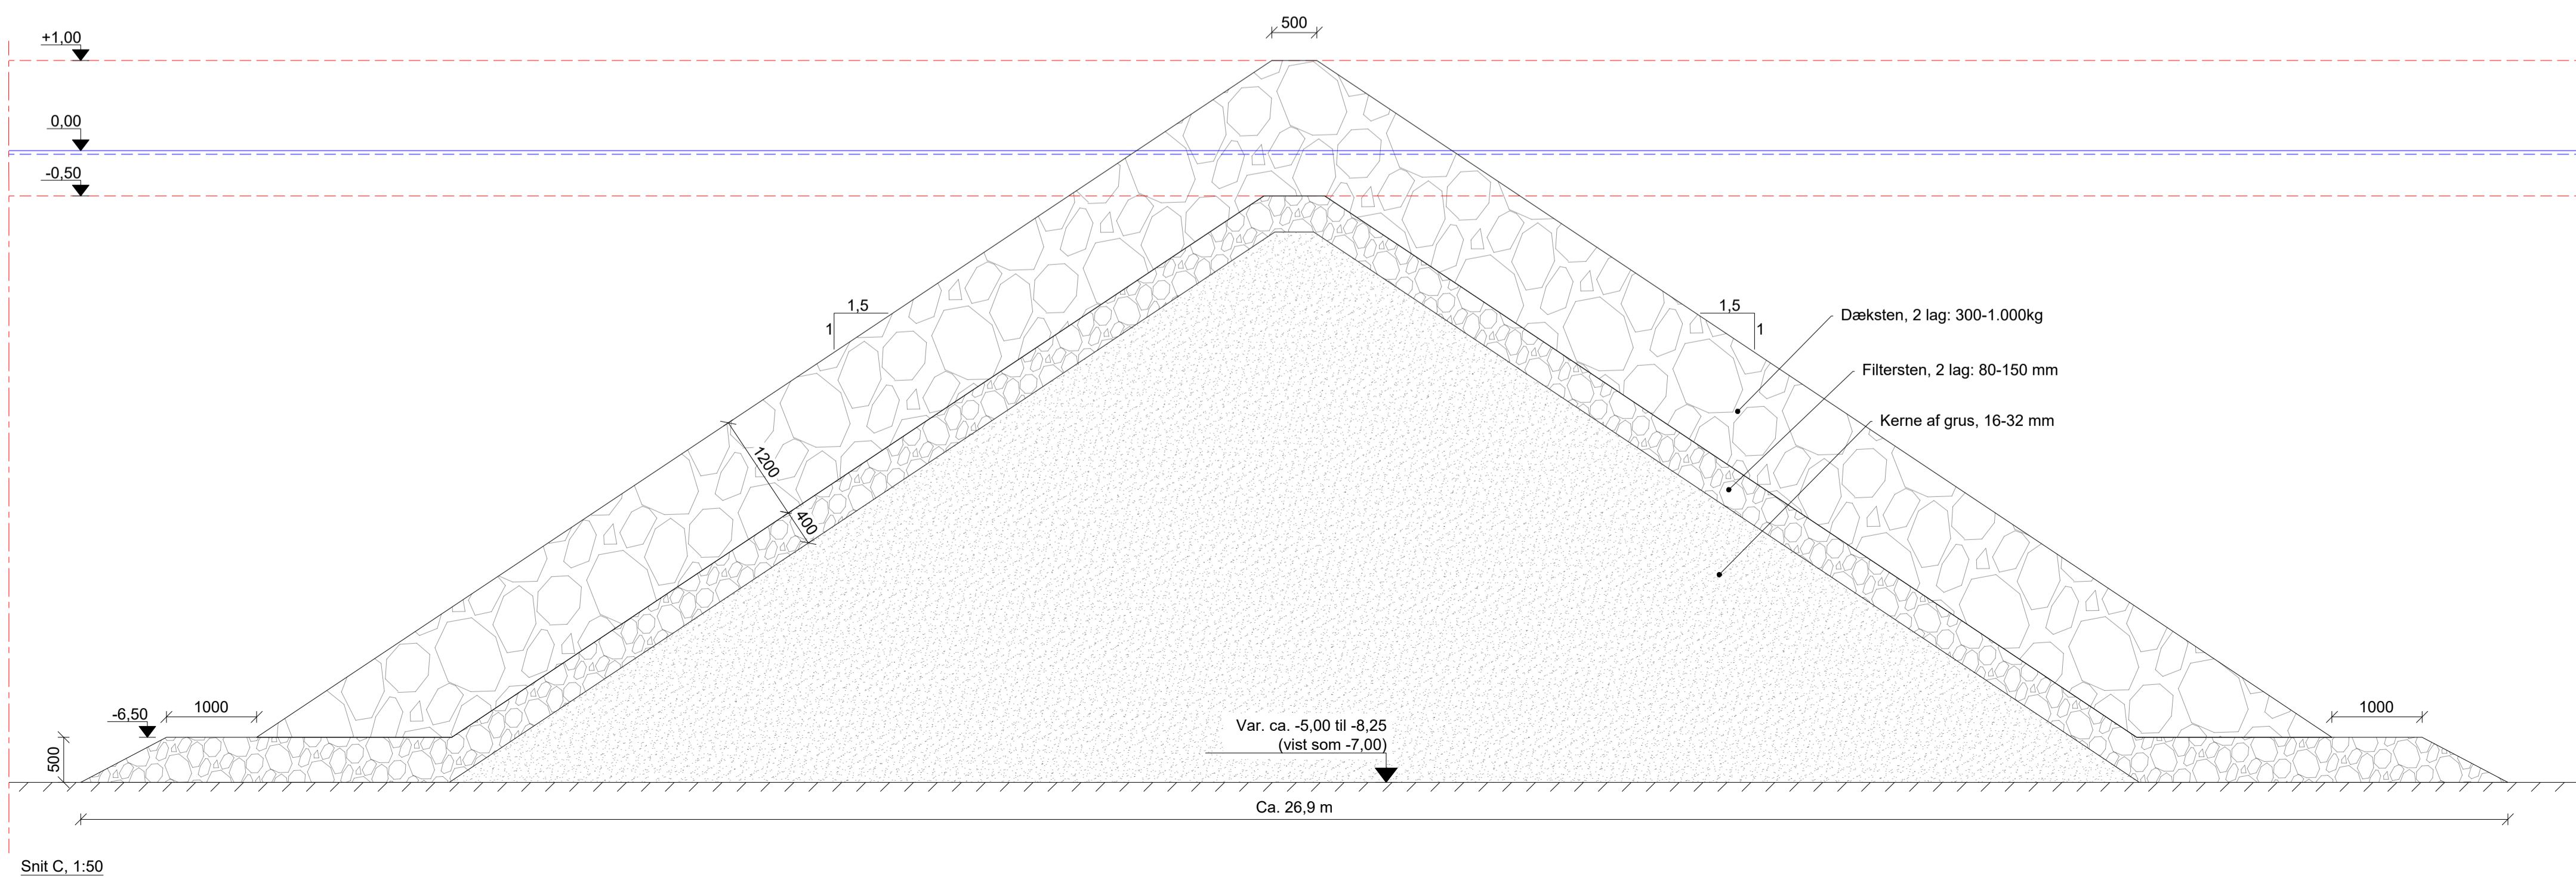 500
+1,00
0,00
-0,50
1,5
1
1,5
1
Dæksten, 2 lag: 300-1.000kg
Filtersten, 2 lag: 80-150 mm
Kerne af grus, 16-32 mm
1200
400
-6,50
1000
1000
500
Var. ca. -5,00 til -8,25
(vist som -7,00)
Ca. 26,9 m
Snit C, 1:50